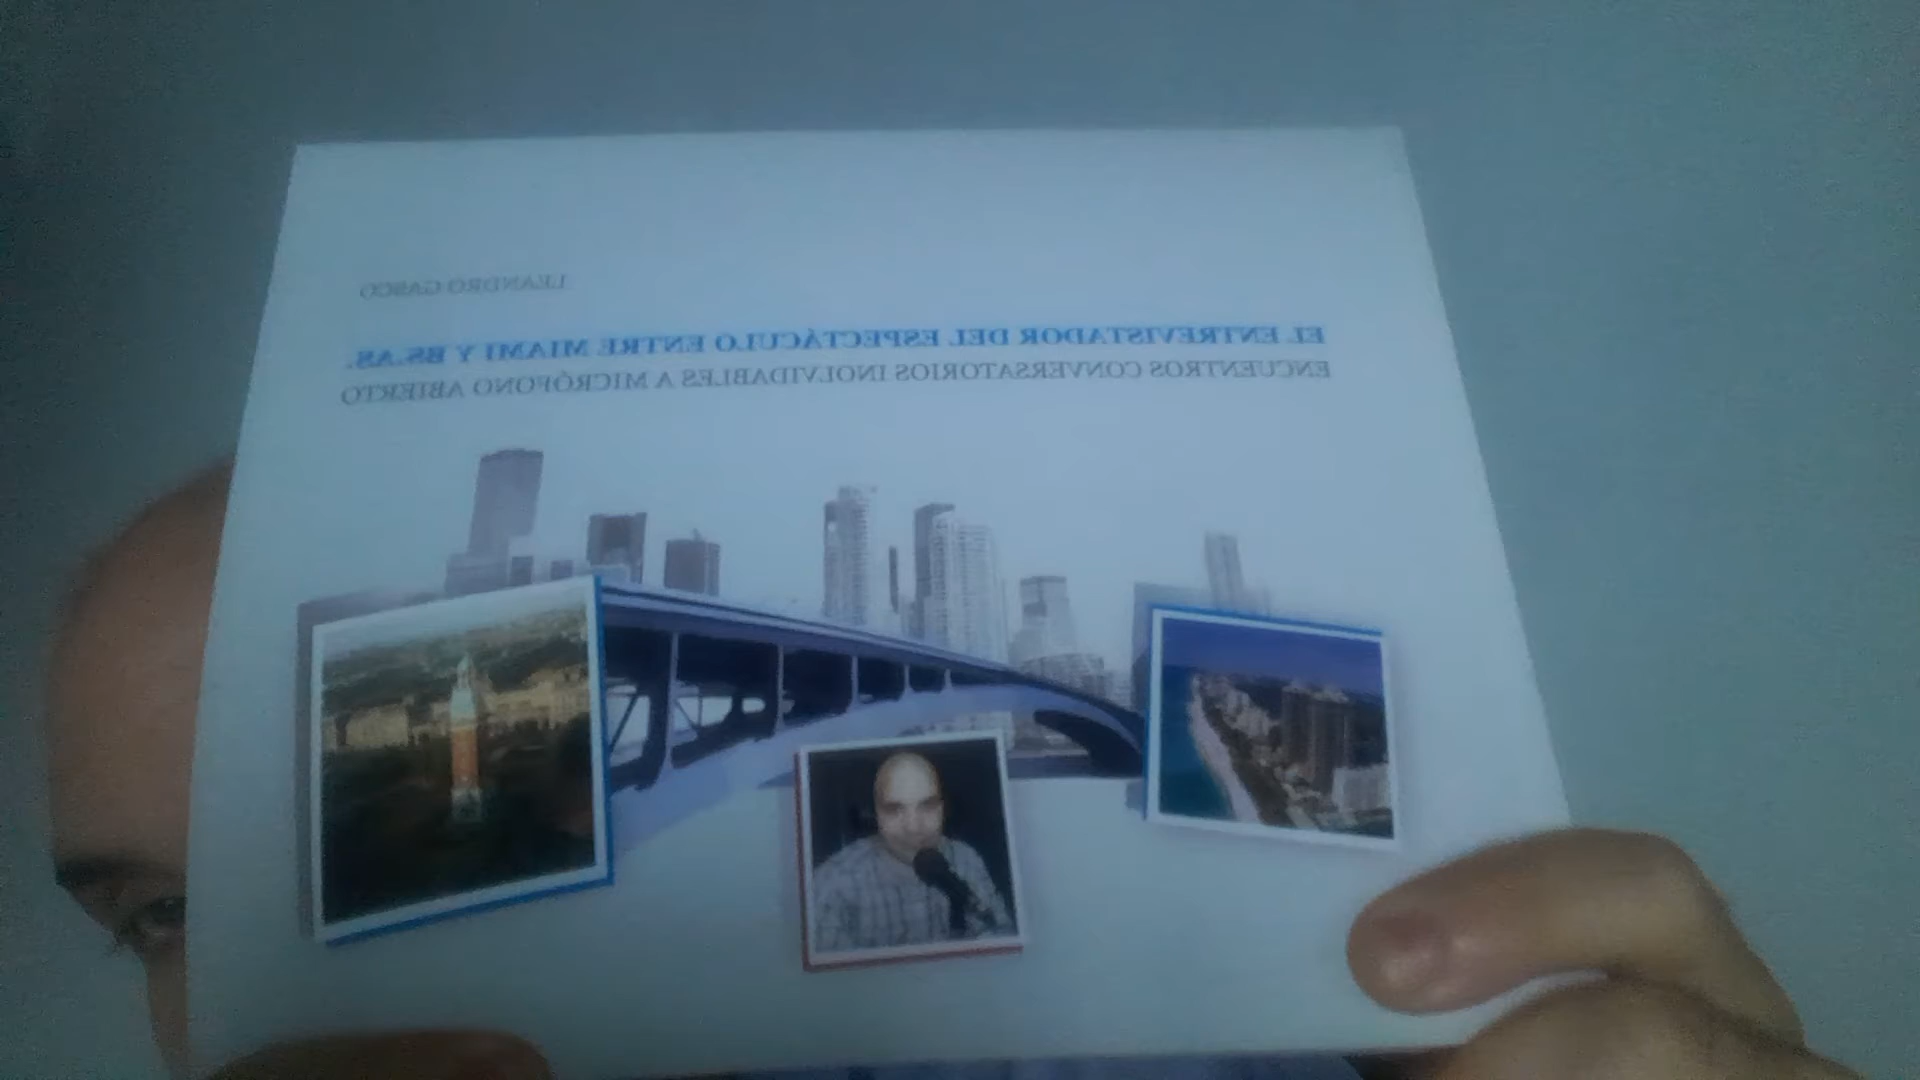 LEANDRO GASCO
EL ENTREVISTADOR DEL ESPECTÁCULO ENTRE MIAMI Y BS.AS.
ENCUENTROS CONVERSATORIOS INOLVIDABLES A MICRÓFONO ABIERTO